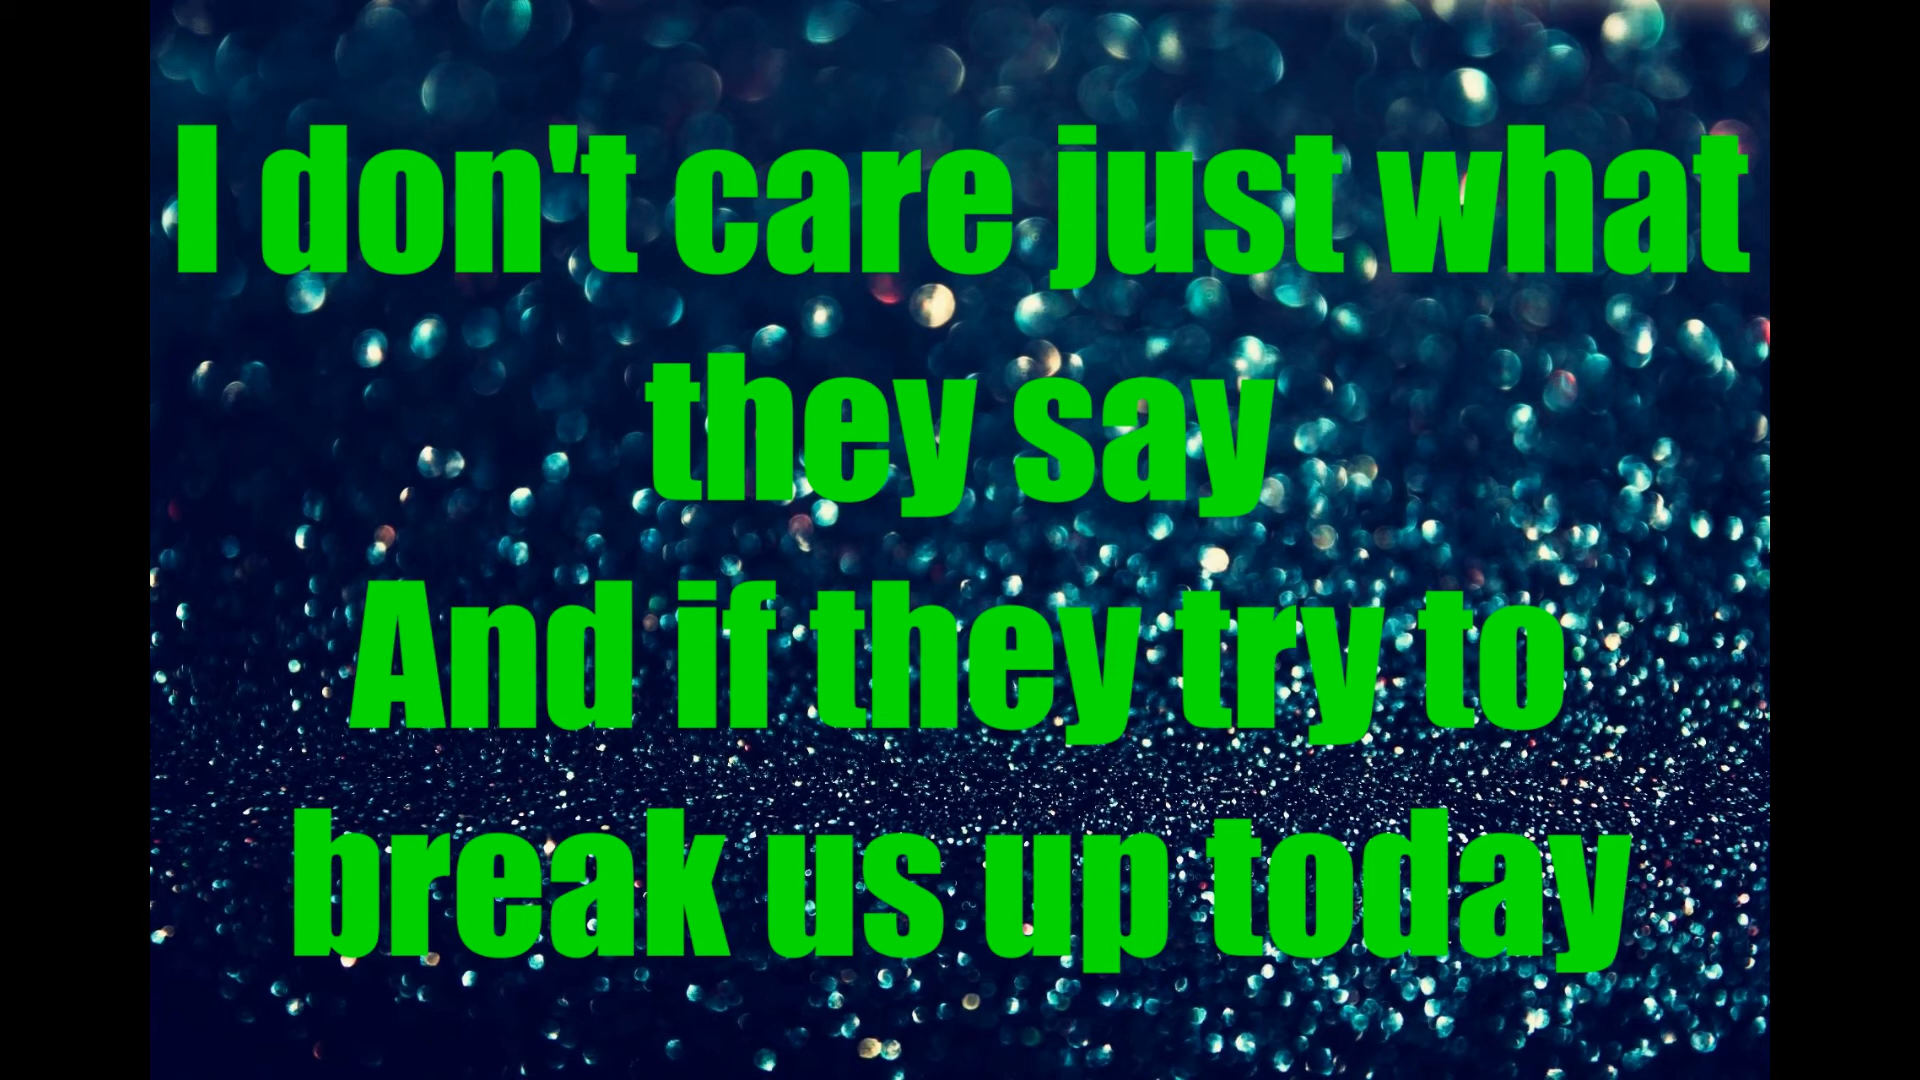 I don't care just what
they say
And if they try to
break us up today